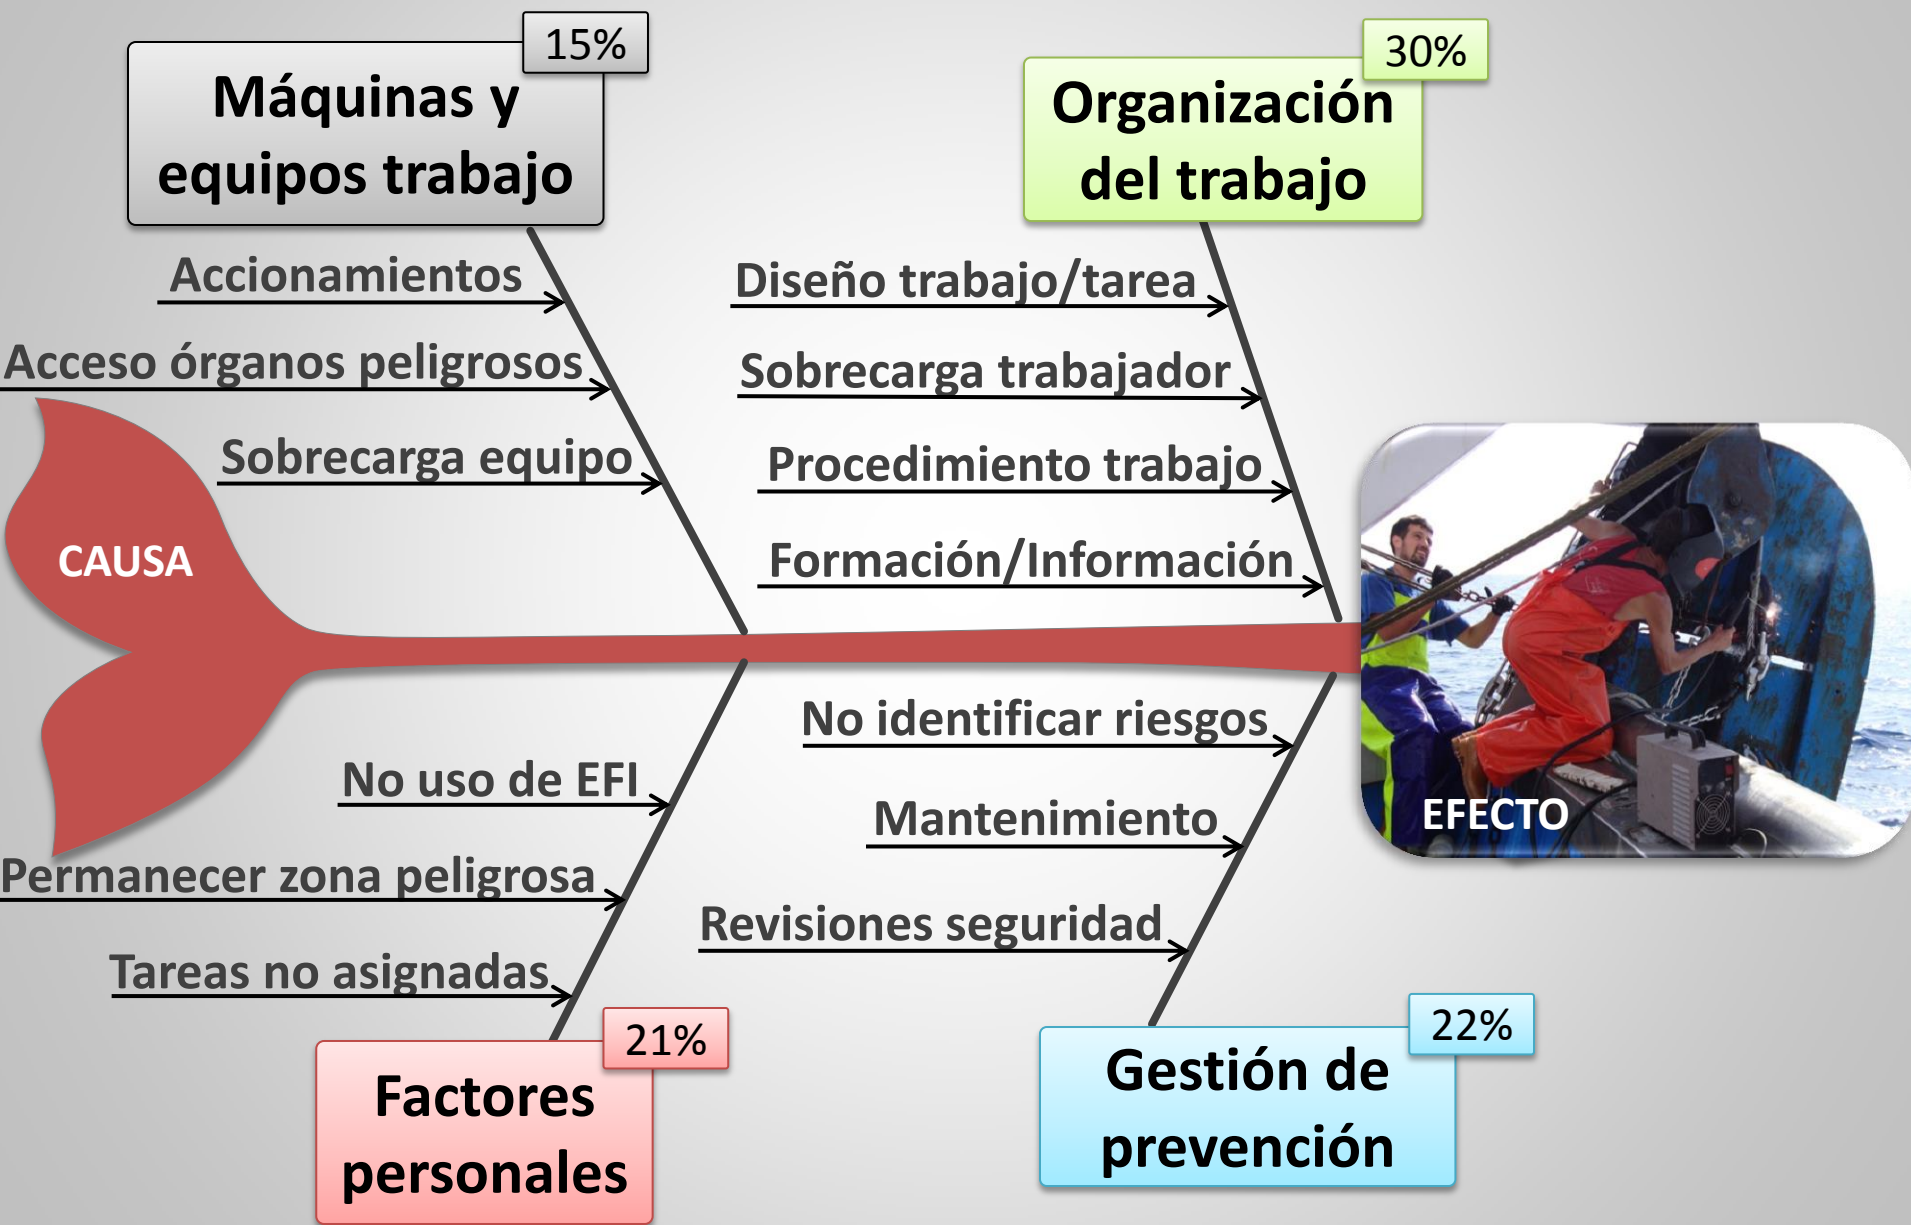 15%
Máquinas y
equipos trabajo
30%
Organización
del trabajo
Accionamientos
Acceso órganos peligrosos
Sobrecarga equipo
Diseño trabajo/tarea
Sobrecarga trabajador
Procedimiento trabajo
Formación/Información
CAUSA
EFECTO
No uso de EFI
Permanecer zona peligrosa
Tareas no asignadas
No identificar riesgos
Mantenimiento
Revisiones seguridad
21%
Factores
personales
22%
Gestión de
prevención